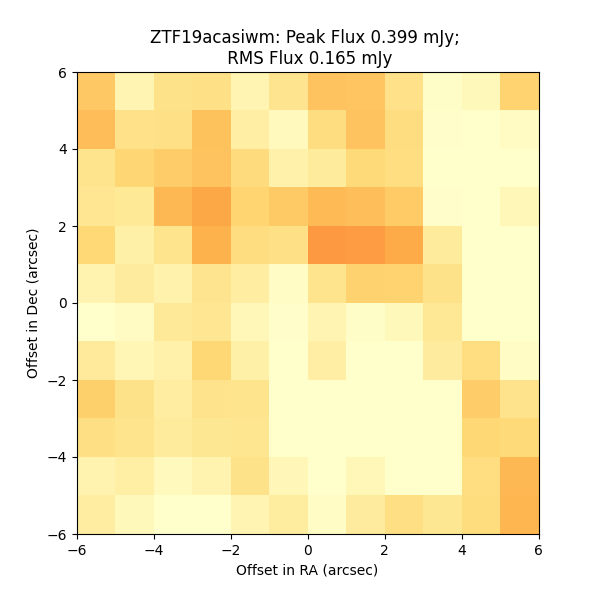 ZTF19acasiwm: Peak Flux 0.399 mJy;
RMS Flux 0.165 mJy
6
4
2
0
−2
−4
−6
Offset in Dec (arcsec)
−6 −4 −2 0 2 4 6
Offset in RA (arcsec)